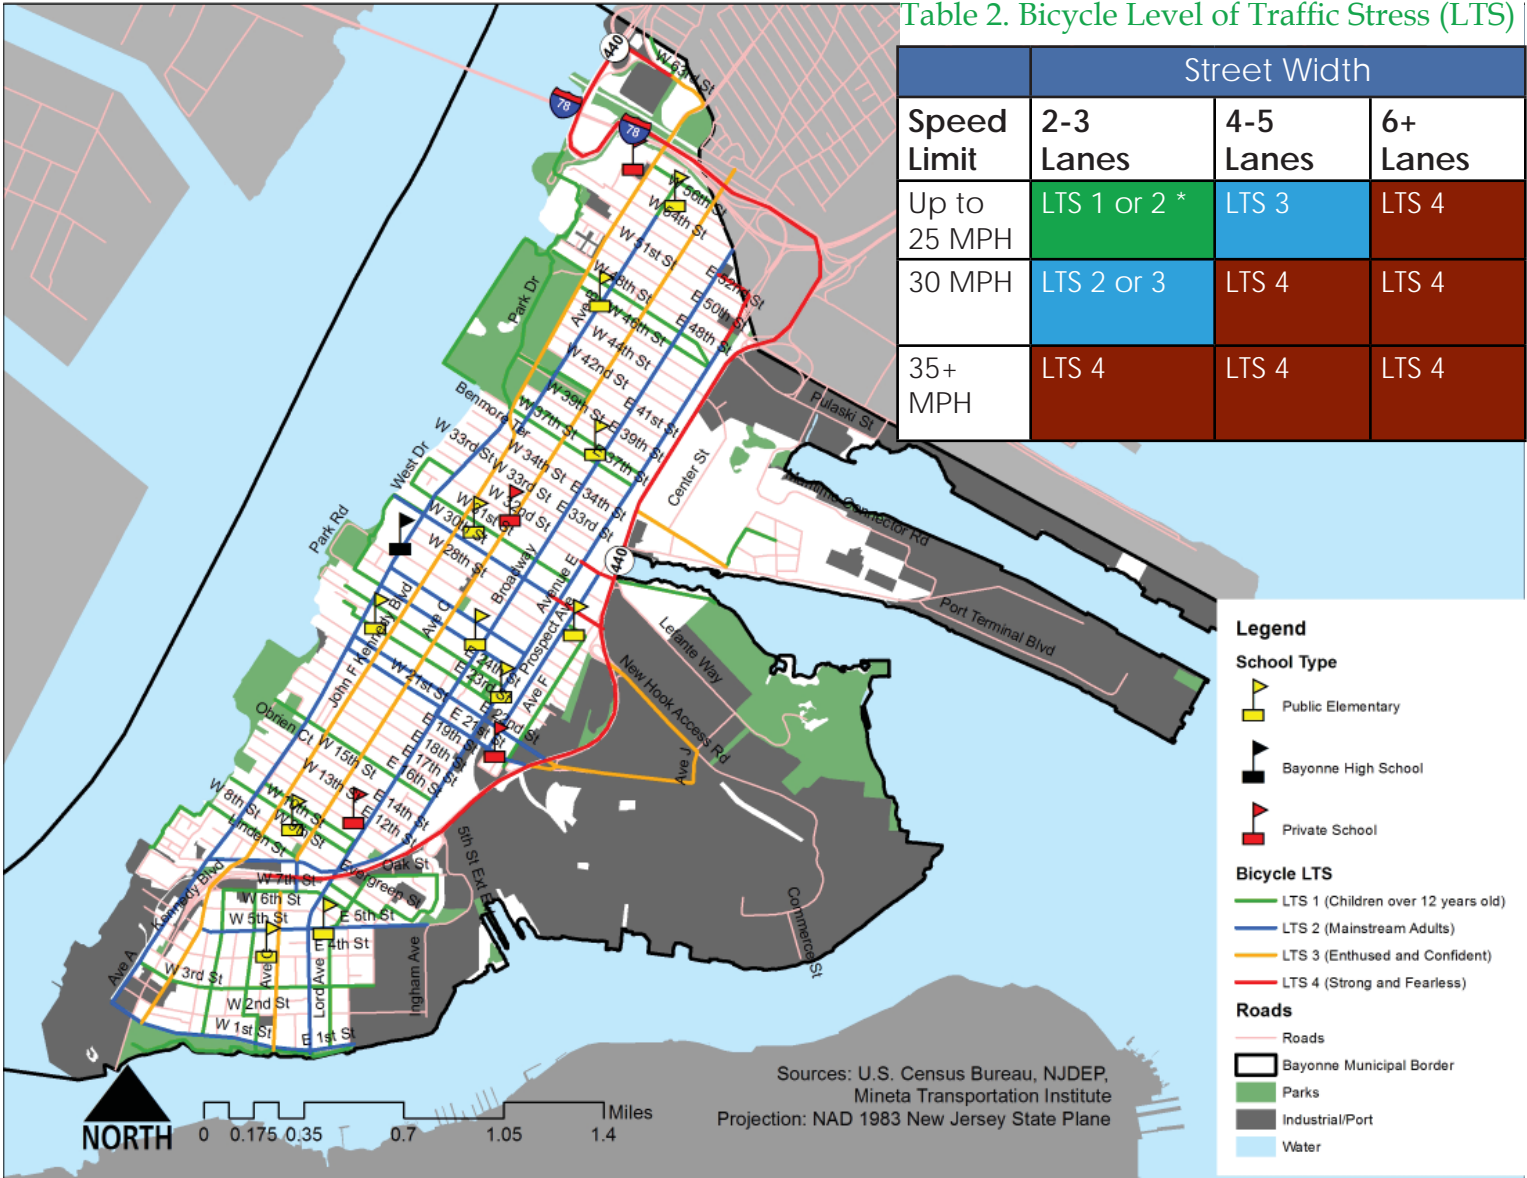 Table 2. Bicycle Level of Traffic Stress (LTS)
Street Width
Speed Limit
2-3 Lanes
4-5 Lanes
6+ Lanes
Up to 25 MPH
LTS 1 or 2 *
LTS 3
LTS 4
30 MPH
LTS 2 or 3
LTS 4
LTS 4
35+ MPH
LTS 4
LTS 4
LTS 4
440
W 63rd St
78
78
W 56th St
W 54th St
W 51st St
E 52nd St
W 48th St
E 50th St
Park Dr
W 46th St
E 48th St
W 44th St
W 42nd St
W 39th St
E 41st St
Pulaski St
Benmore Ter
W 37th St
E 39th St
W 33rd St
W 34th St
E 37th St
West Dr
W 33rd St
Center St
Maritime Connector Rd
W 32nd St
E 34th St
W 31st St
E 33rd St
Park Rd
W 30th St
W 28th St
440
Broadway
Avenue E
Port Terminal Blvd
John F Kennedy Blvd
Ave C
Prospect Ave
Lefante Way
E 24th St
E 23rd St
W 21st St
Ave F
New Hook Access Rd
E 22nd St
E 21st St
E 19th St
E 18th St
E 17th St
E 16th St
Obrien Ct
W 15th St
W 13th St
Ave J
E 14th St
E 12th St
W 8th St
W 10th St
W 9th St
Linden St
5th St Ext E
Oak St
Evergreen St
W 7th St
W 6th St
W 5th St
E 5th St
E 4th St
Kennedy Blvd
Ave A
W 3rd St
Ave C
Lord Ave
Ingham Ave
Commerce St
W 2nd St
W 1st St
E 1st St
Legend
School Type
Public Elementary
Bayonne High School
Private School
Bicycle LTS
LTS 1 (Children over 12 years old)
LTS 2 (Mainstream Adults)
LTS 3 (Enthused and Confident)
LTS 4 (Strong and Fearless)
Roads
Roads
Bayonne Municipal Border
Parks
Industrial/Port
Water
Sources: U.S. Census Bureau, NJDEP,
Mineta Transportation Institute
Projection: NAD 1983 New Jersey State Plane
NORTH
Miles
0 0.175 0.35 0.7 1.05 1.4